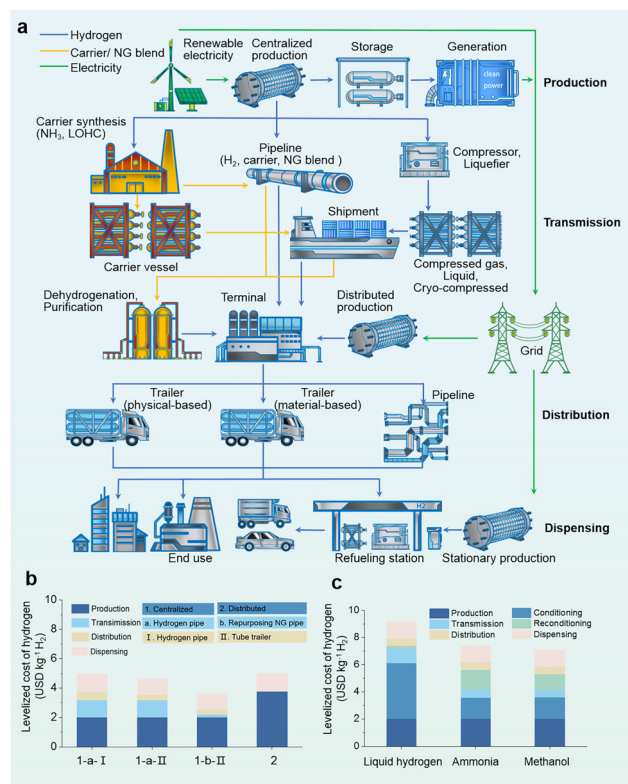 a
Hydrogen
Carrier/ NG blend
Electricity
Renewable
electricity
Centralized
production
Storage
Generation
clean
power
Production
Carrier synthesis
(NH₃, LOHC)
Pipeline
(H₂, carrier, NG blend )
Compressor,
Liquefier
Shipment
Transmission
Carrier vessel
Compressed gas,
Liquid,
Cryo-compressed
Dehydrogenation,
Purification
Terminal
Distributed
production
Grid
Trailer
(physical-based)
Trailer
(material-based)
Pipeline
Distribution
H2
Dispensing
End use
Refueling station
Stationary production
b
Levelized cost of hydrogen
(USD kg⁻¹ H₂)
10
8
6
4
2
0
Production
Transimission
Distribution
Dispensing
1. Centralized
2. Distributed
a. Hydrogen pipe
b. Repurposing NG pipe
I. Hydrogen pipe
II. Tube trailer
1-a-I
1-a-II
1-b-II
2
c
Levelized cost of hydrogen
(USD kg⁻¹ H₂)
10
8
6
4
2
0
Production
Transmission
Distribution
Conditioning
Reconditioning
Dispensing
Liquid hydrogen
Ammonia
Methanol